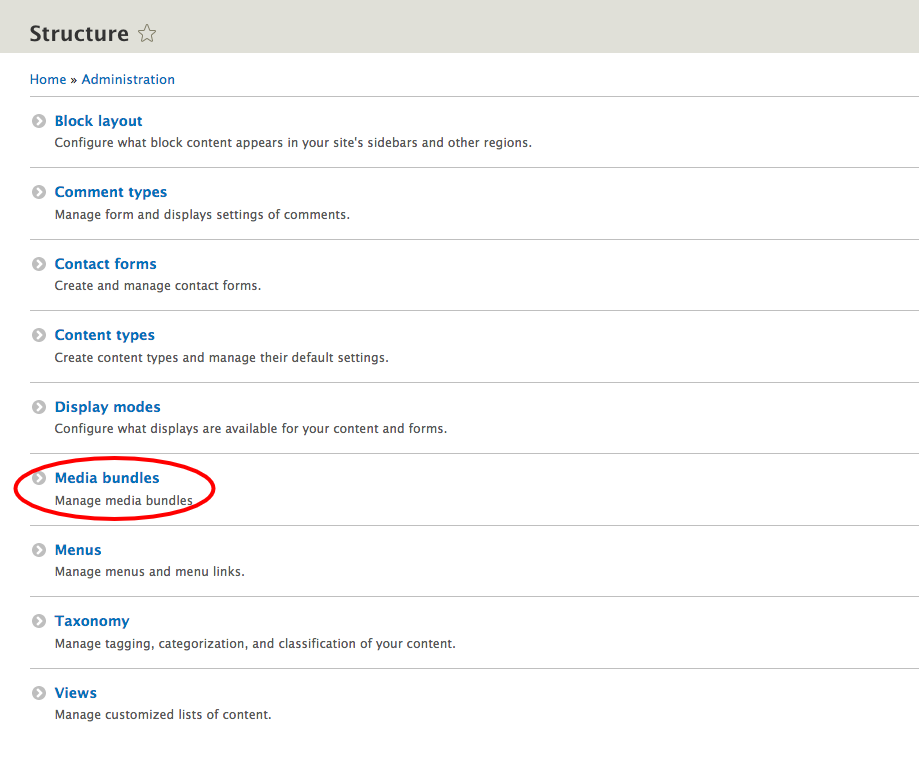 Structure
Home » Administration
Block layout
Configure what block content appears in your site's sidebars and other regions.
Comment types
Manage form and displays settings of comments.
Contact forms
Create and manage contact forms.
Content types
Create content types and manage their default settings.
Display modes
Configure what displays are available for your content and forms.
Media bundles
Manage media bundles.
Menus
Manage menus and menu links.
Taxonomy
Manage tagging, categorization, and classification of your content.
Views
Manage customized lists of content.